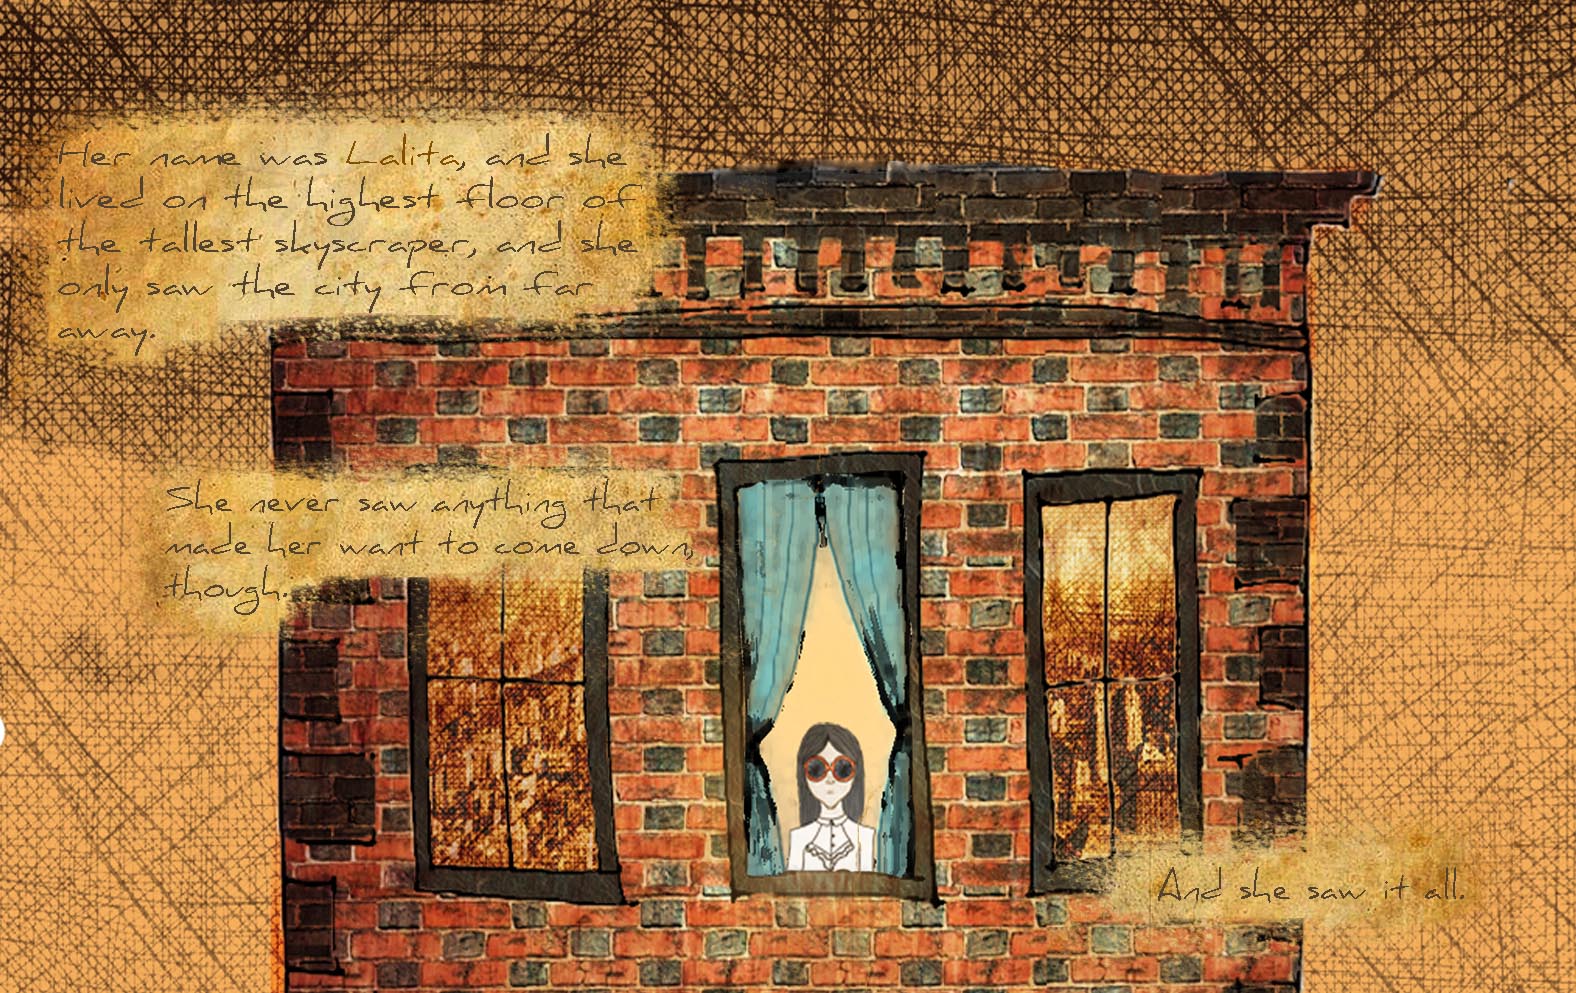 Her name was Lalita, and she
lived on the highest floor of
the tallest skyscraper, and she
only saw the city from far
away.
She never saw anything that
made her want to come down,
though.
And she saw it all.